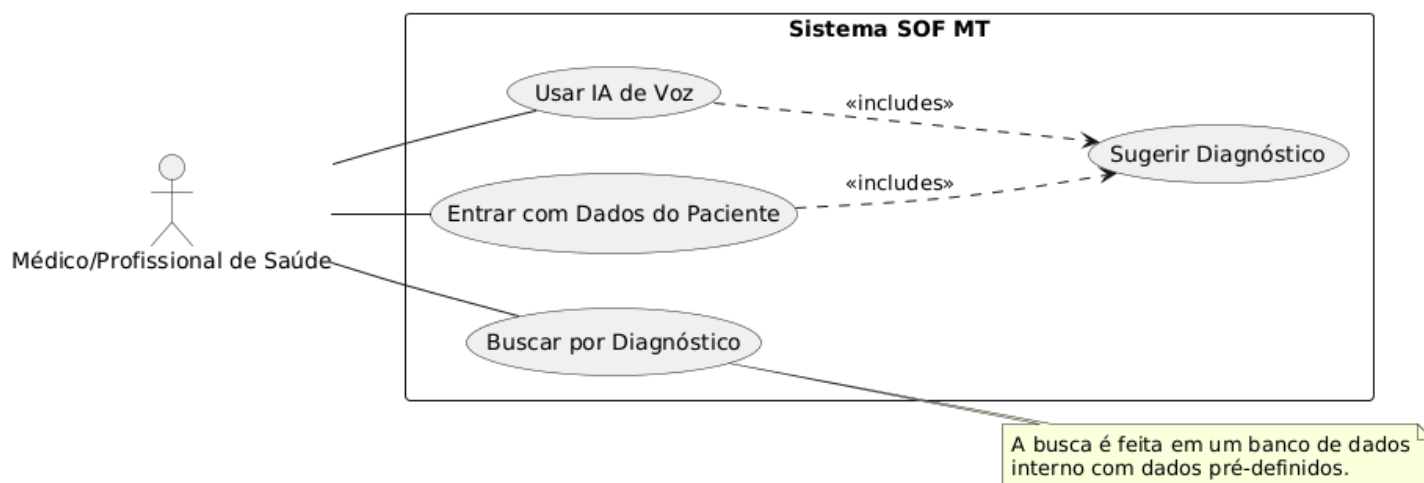 Sistema SOF MT
Usar IA de Voz
«includes»
Sugerir Diagnóstico
«includes»
Entrar com Dados do Paciente
Médico/Profissional de Saúde
Buscar por Diagnóstico
A busca é feita em um banco de dados
interno com dados pré-definidos.